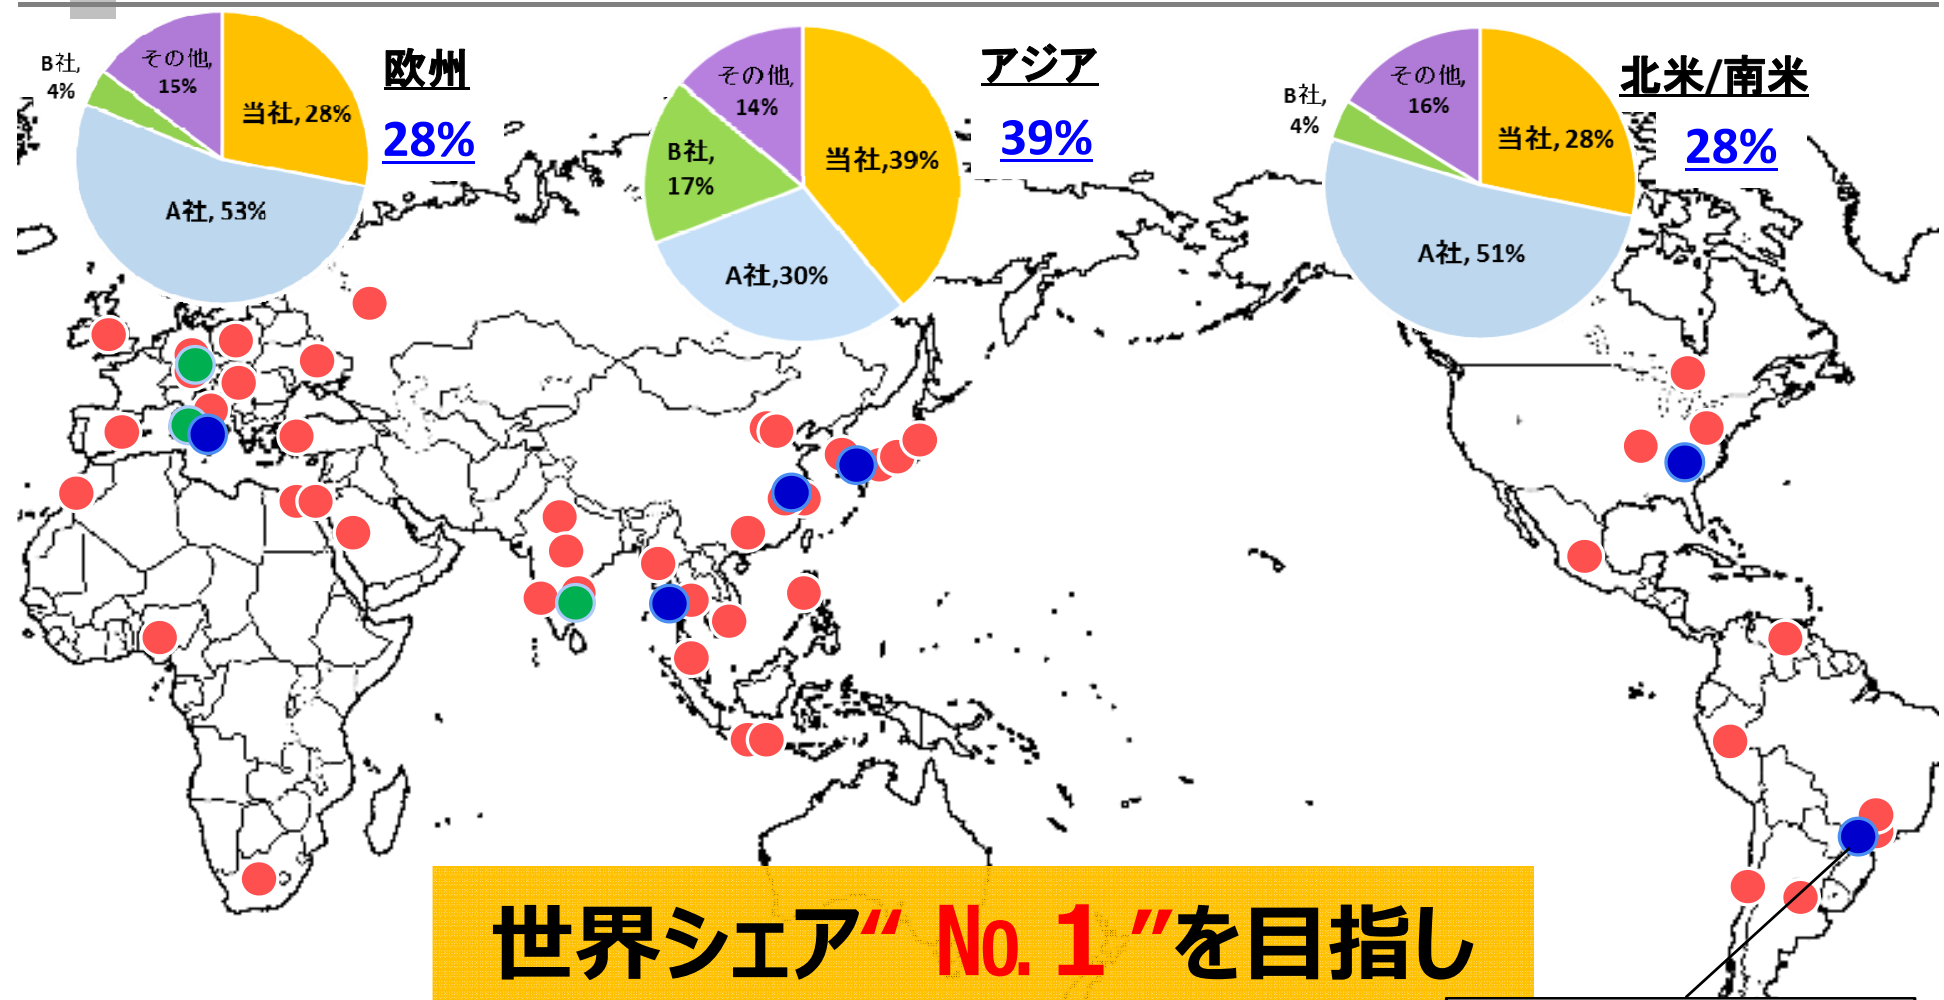 欧州
28%
B社,
4%
その他,
15%
当社, 28%
A社, 53%
アジア
39%
その他,
14%
B社,
17%
当社,39%
A社,30%
北米/南米
28%
B社,
4%
その他,
16%
当社, 28%
A社, 51%
世界シェア“ №１ ”を目指し